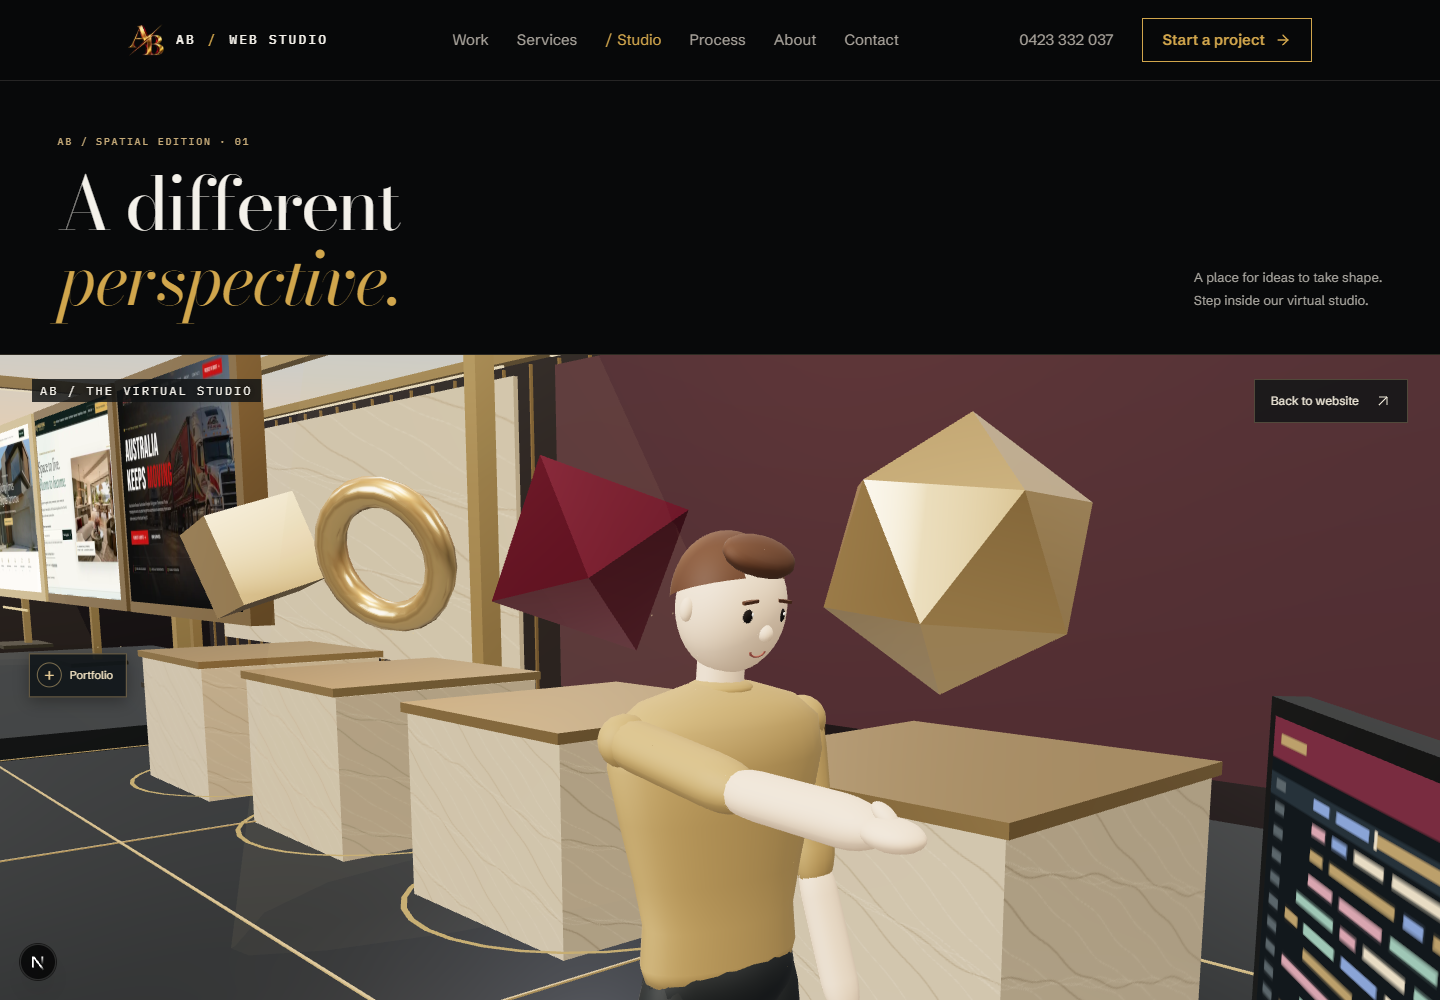 AB / WEB STUDIO
Work
Services
/ Studio
Process
About
Contact
0423 332 037
Start a project
AB / SPATIAL EDITION · 01
A different
perspective.
A place for ideas to take shape.
Step inside our virtual studio.
AB / THE VIRTUAL STUDIO
Back to website
AUSTRALIA
KEEPS MOVING
Portfolio